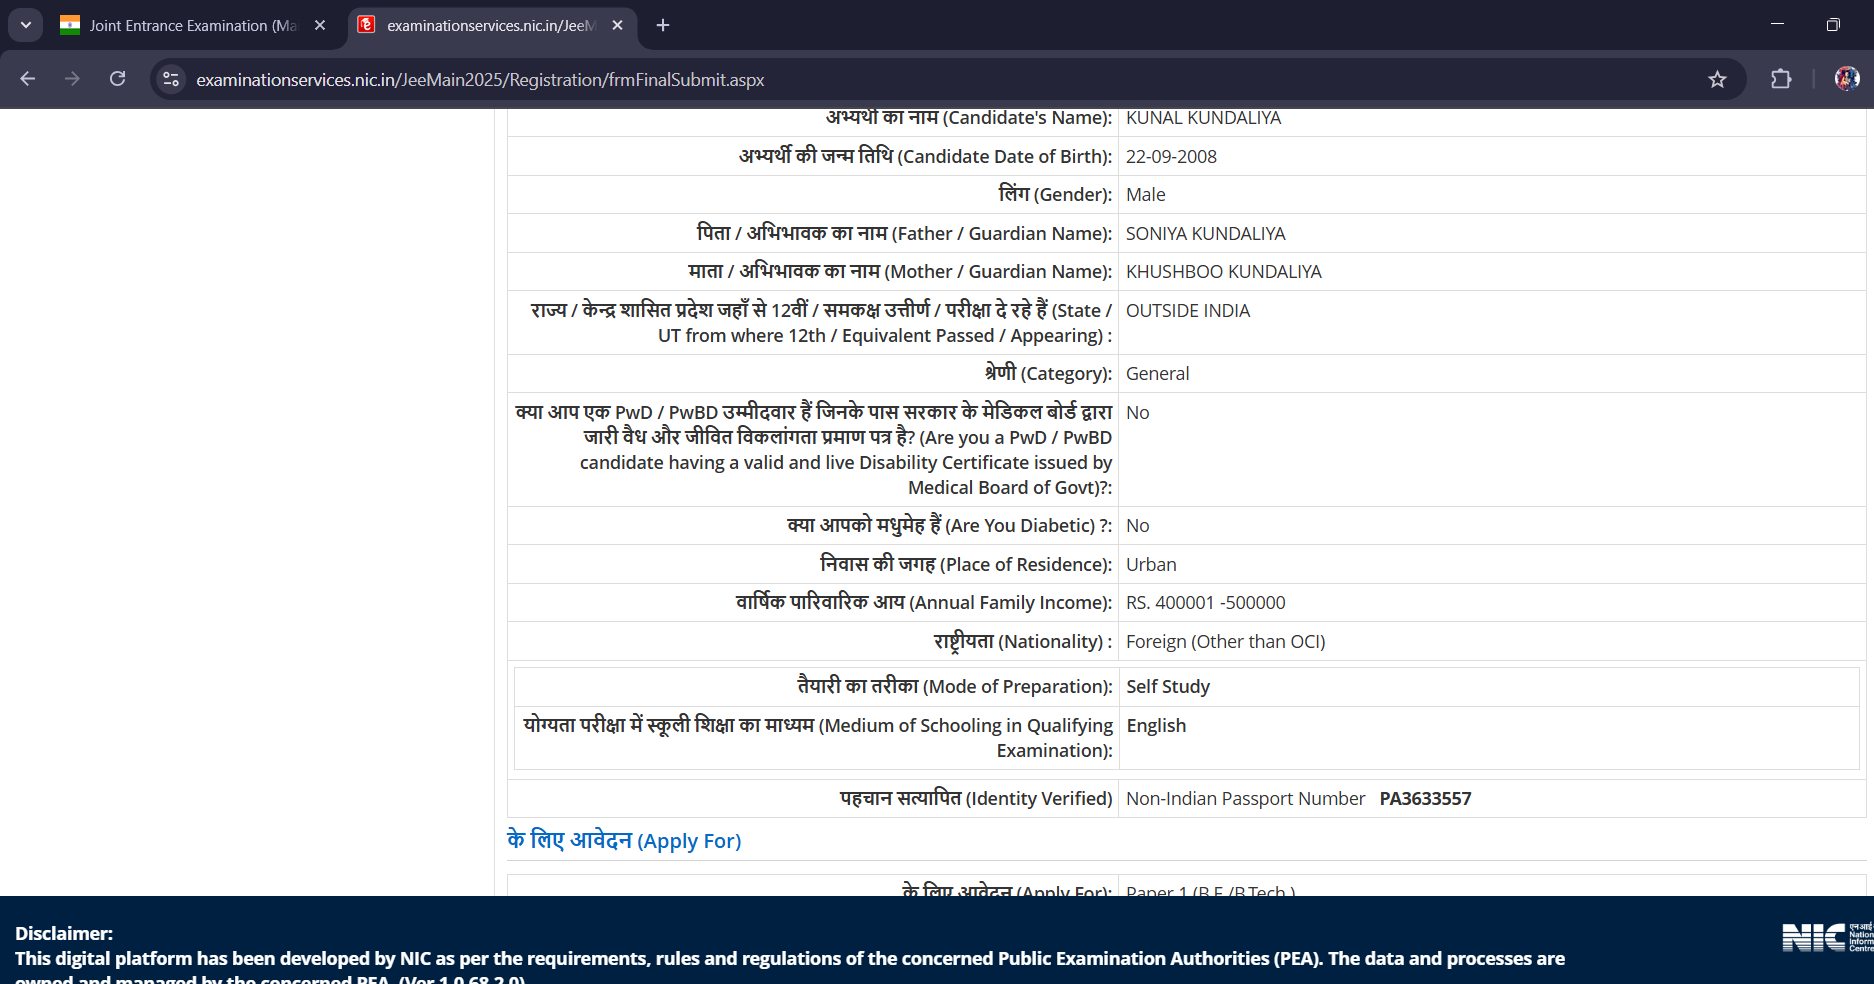 Joint Entrance Examination (Ma
examinationservices.nic.in/JeeM
examinationservices.nic.in/JeeMain2025/Registration/frmFinalSubmit.aspx
अभ्यर्थी का नाम (Candidate's Name): KUNAL KUNDALIYA
अभ्यर्थी की जन्म तिथि (Candidate Date of Birth): 22-09-2008
लिंग (Gender): Male
पिता / अभिभावक का नाम (Father / Guardian Name): SONIYA KUNDALIYA
माता / अभिभावक का नाम (Mother / Guardian Name): KHUSHBOO KUNDALIYA
राज्य / केन्द्र शासित प्रदेश जहाँ से 12वीं / समकक्ष उत्तीर्ण / परीक्षा दे रहे हैं (State / OUTSIDE INDIA
UT from where 12th / Equivalent Passed / Appearing) :
श्रेणी (Category): General
क्या आप एक PwD / PwBD उम्मीदवार हैं जिनके पास सरकार के मेडिकल बोर्ड द्वारा No
जारी वैध और जीवित विकलांगता प्रमाण पत्र है? (Are you a PwD / PwBD
candidate having a valid and live Disability Certificate issued by
Medical Board of Govt)?:
क्या आपको मधुमेह हैं (Are You Diabetic) ?: No
निवास की जगह (Place of Residence): Urban
वार्षिक पारिवारिक आय (Annual Family Income): RS. 400001 -500000
राष्ट्रीयता (Nationality) : Foreign (Other than OCI)
तैयारी का तरीका (Mode of Preparation): Self Study
योग्यता परीक्षा में स्कूली शिक्षा का माध्यम (Medium of Schooling in Qualifying English
Examination):
पहचान सत्यापित (Identity Verified) Non-Indian Passport Number PA3633557
के लिए आवेदन (Apply For)
के लिए आवेदन (Apply For): Paper 1 (B.E./B.Tech.)
Disclaimer:
This digital platform has been developed by NIC as per the requirements, rules and regulations of the concerned Public Examination Authorities (PEA). The data and processes are
owned and managed by the concerned PEA. (Ver 1.0.68.2.0)
NIC
एनआई
Nation
Inform
Centre